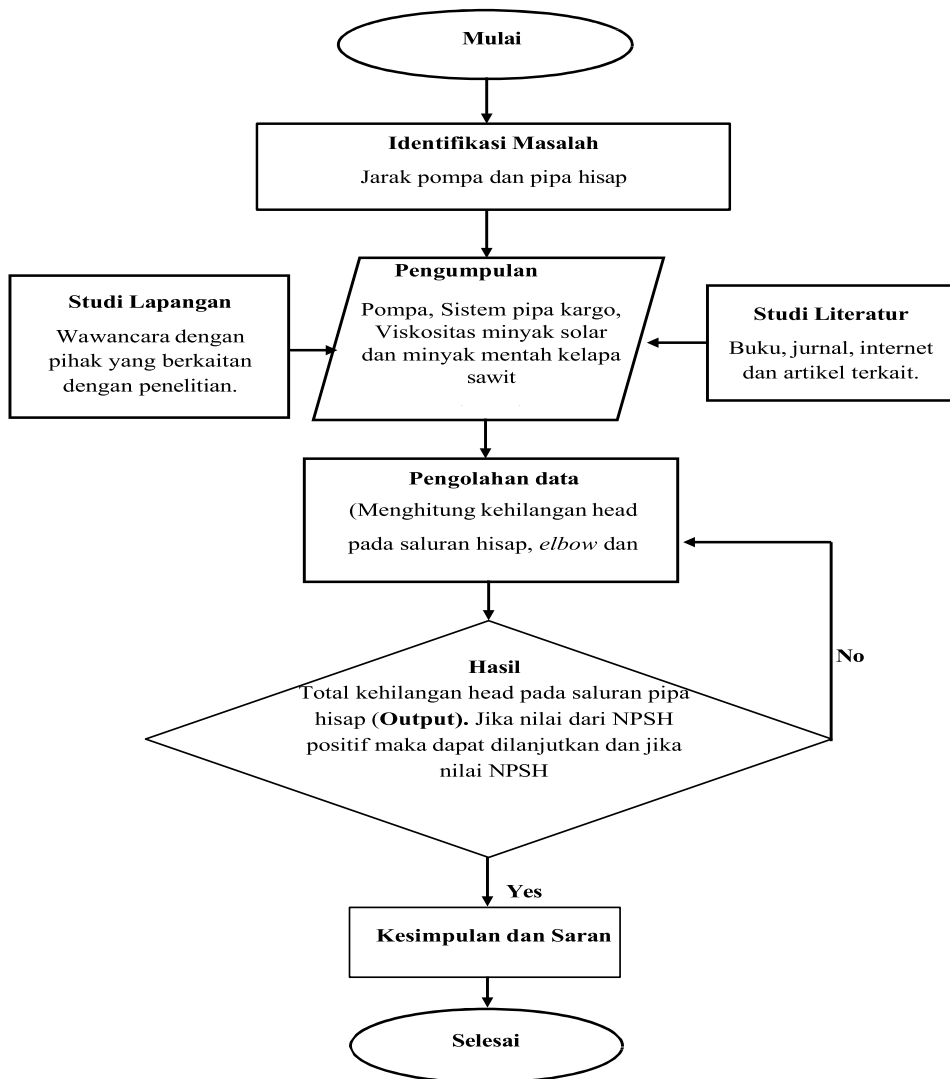 Mulai
Identifikasi Masalah
Jarak pompa dan pipa hisap
Pengumpulan
Pompa, Sistem pipa kargo,
Viskositas minyak solar
dan minyak mentah kelapa
sawit
Studi Lapangan
Wawancara dengan
pihak yang berkaitan
dengan penelitian.
Studi Literatur
Buku, jurnal, internet
dan artikel terkait.
Pengolahan data
(Menghitung kehilangan head
pada saluran hisap, elbow dan
Hasil
Total kehilangan head pada saluran pipa
hisap (Output). Jika nilai dari NPSH
positif maka dapat dilanjutkan dan jika
nilai NPSH
No
Yes
Kesimpulan dan Saran
Selesai